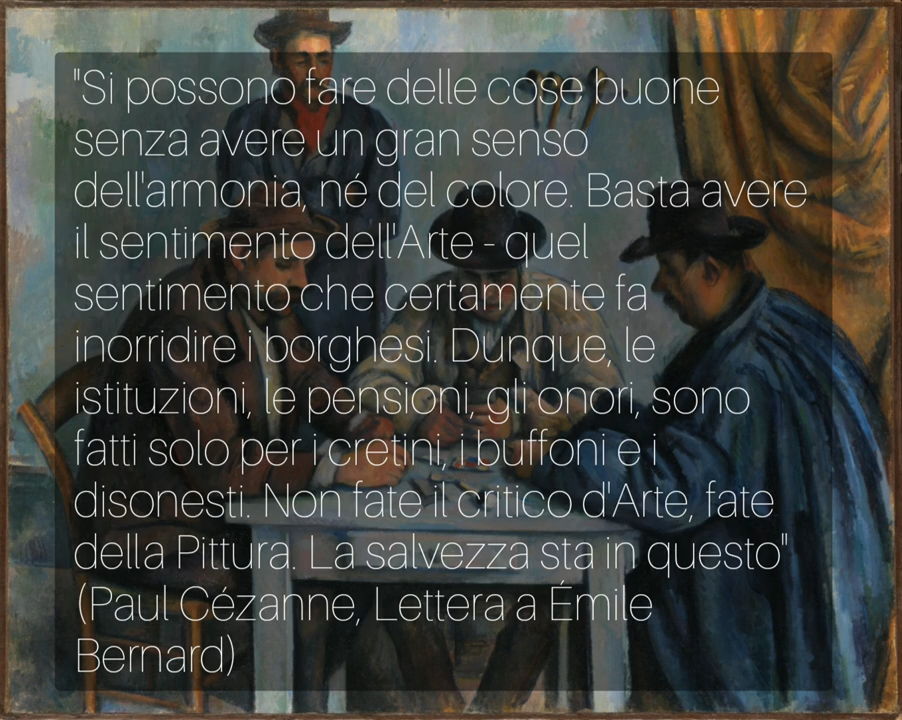 "Si possono fare delle cose buone
senza avere un gran senso
dell'armonia, né del colore. Basta avere
il sentimento dell'Arte - quel
sentimento che certamente fa
inorridire i borghesi. Dunque, le
istituzioni, le pensioni, gli onori, sono
fatti solo per i cretini, i buffoni e i
disonesti. Non fate il critico d'Arte, fate
della Pittura. La salvezza sta in questo"
(Paul Cézanne, Lettera a Émile
Bernard)